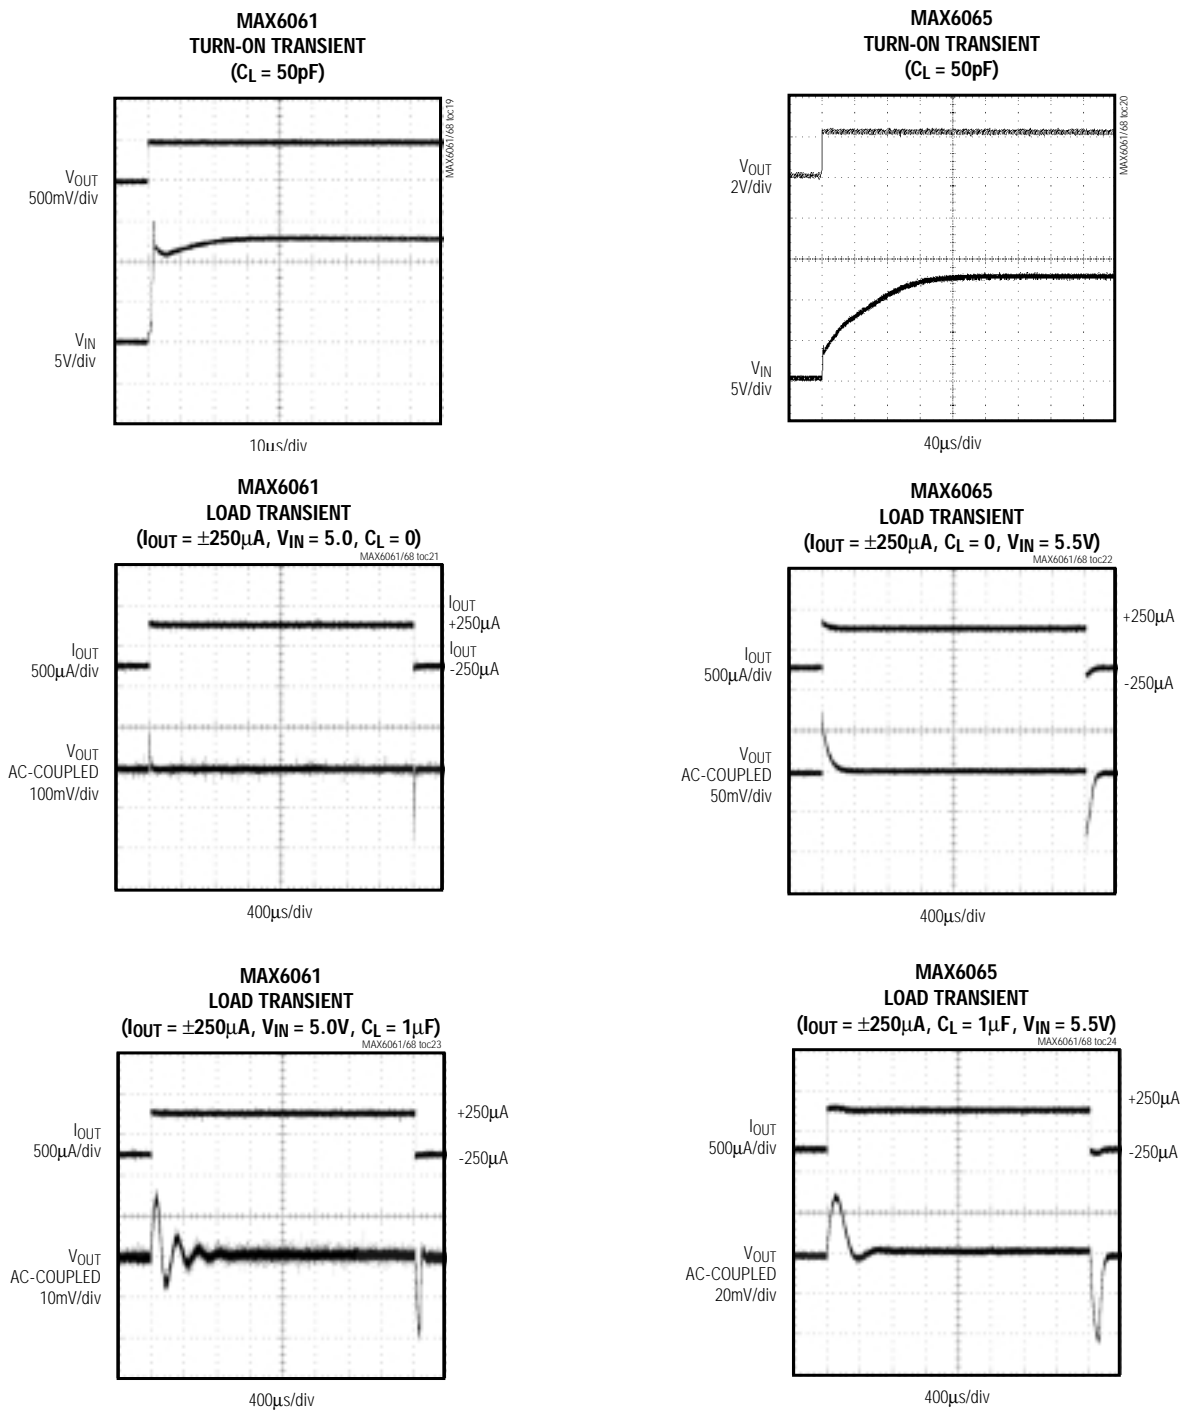 MAX6061
TURN-ON TRANSIENT
(CL = 50pF)
MAX6061/68 toc19
VOUT
500mV/div
VIN
5V/div
10µs/div
MAX6065
TURN-ON TRANSIENT
(CL = 50pF)
MAX6061/68 toc20
VOUT
2V/div
VIN
5V/div
40µs/div
MAX6061
LOAD TRANSIENT
(IOUT = ±250µA, VIN = 5.0, CL = 0)
MAX6061/68 toc21
IOUT
+250µA
IOUT
500µA/div
IOUT
-250µA
VOUT
AC-COUPLED
100mV/div
400µs/div
MAX6065
LOAD TRANSIENT
(IOUT = ±250µA, CL = 0, VIN = 5.5V)
MAX6061/68 toc22
+250µA
IOUT
500µA/div
-250µA
VOUT
AC-COUPLED
50mV/div
400µs/div
MAX6061
LOAD TRANSIENT
(IOUT = ±250µA, VIN = 5.0V, CL = 1µF)
MAX6061/68 toc23
+250µA
IOUT
500µA/div
-250µA
VOUT
AC-COUPLED
10mV/div
400µs/div
MAX6065
LOAD TRANSIENT
(IOUT = ±250µA, CL = 1µF, VIN = 5.5V)
MAX6061/68 toc24
+250µA
IOUT
500µA/div
-250µA
VOUT
AC-COUPLED
20mV/div
400µs/div